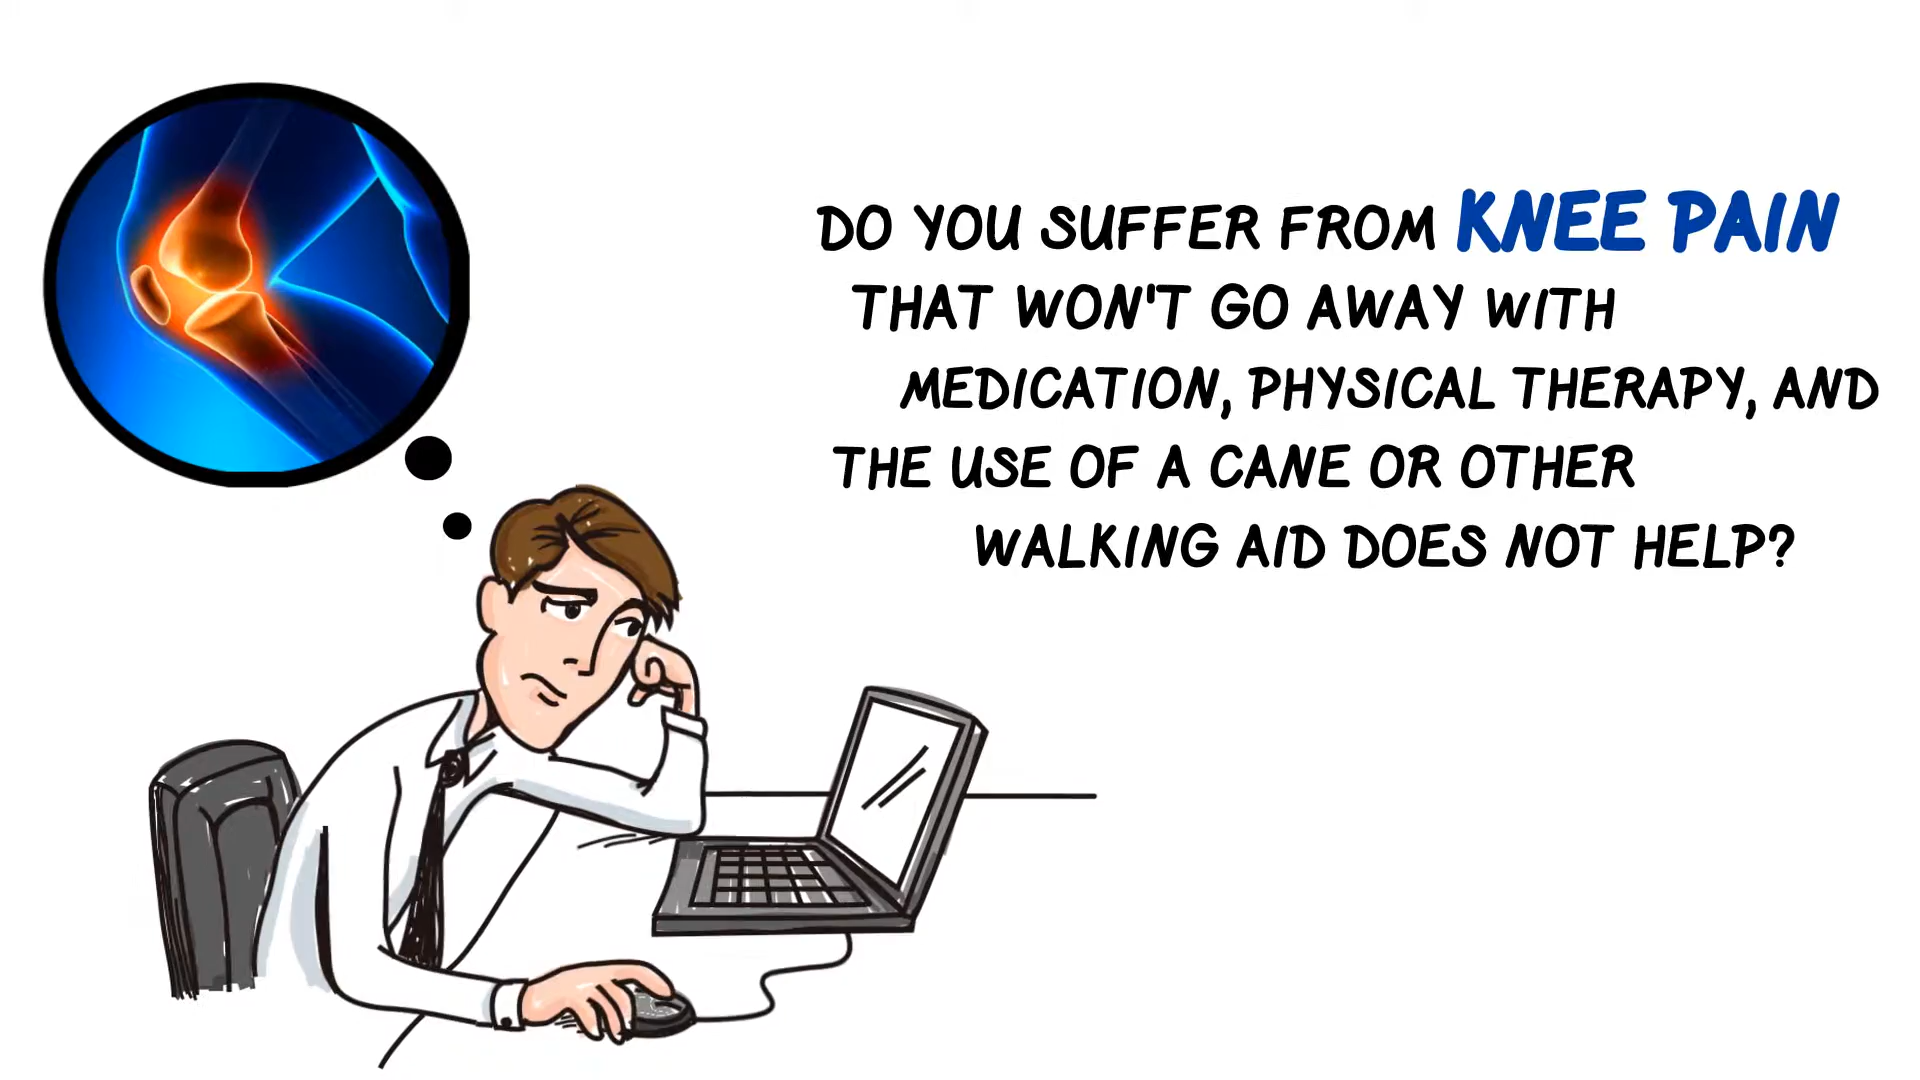 DO YOU SUFFER FROM KNEE PAIN
THAT WON'T GO AWAY WITH
MEDICATION, PHYSICAL THERAPY, AND
THE USE OF A CANE OR OTHER
WALKING AID DOES NOT HELP?